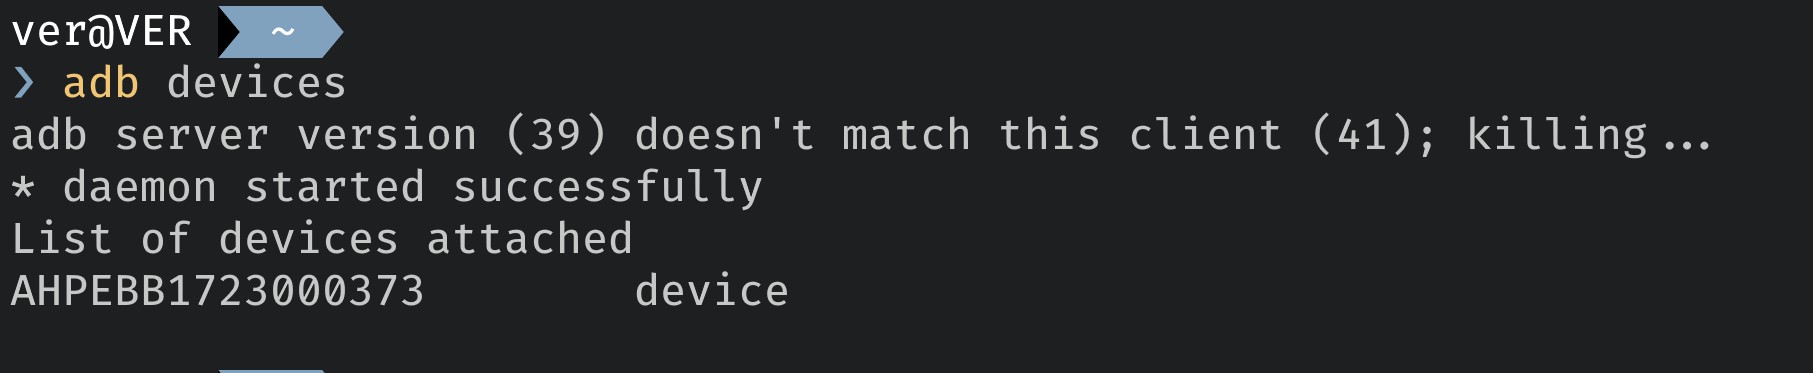 ver@VER ~
❯ adb devices
adb server version (39) doesn't match this client (41); killing...
* daemon started successfully
List of devices attached
AHPEBB1723000373        device